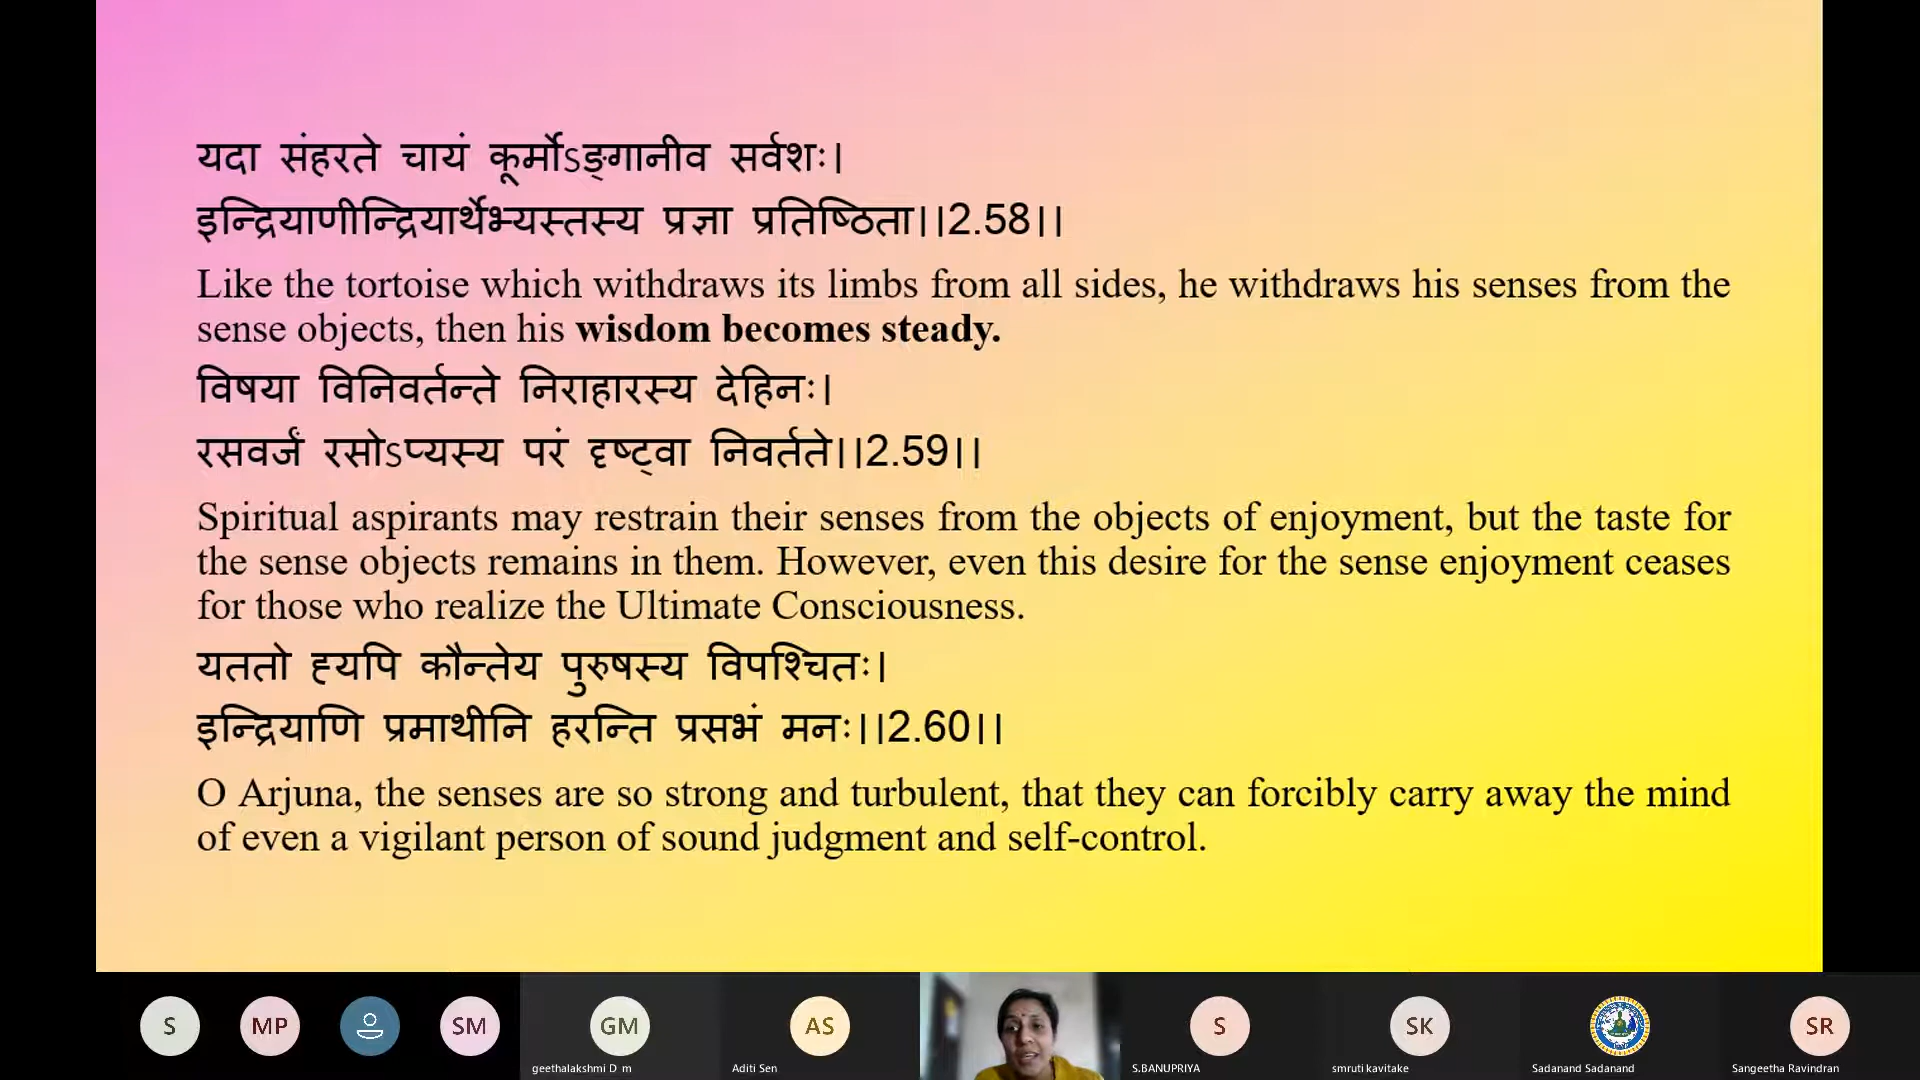 यदा संहरते चायं कूर्मोऽङ्गानीव सर्वशः।
इन्द्रियाणीन्द्रियार्थेभ्यस्तस्य प्रज्ञा प्रतिष्ठिता।।2.58।।
Like the tortoise which withdraws its limbs from all sides, he withdraws his senses from the
sense objects, then his wisdom becomes steady.
विषया विनिवर्तन्ते निराहारस्य देहिनः।
रसवर्जं रसोऽप्यस्य परं दृष्ट्वा निवर्तते।।2.59।।
Spiritual aspirants may restrain their senses from the objects of enjoyment, but the taste for
the sense objects remains in them. However, even this desire for the sense enjoyment ceases
for those who realize the Ultimate Consciousness.
यततो ह्यपि कौन्तेय पुरुषस्य विपश्चितः।
इन्द्रियाणि प्रमाथीनि हरन्ति प्रसभं मनः।।2.60।।
O Arjuna, the senses are so strong and turbulent, that they can forcibly carry away the mind
of even a vigilant person of sound judgment and self-control.
S MP SM GM AS S SK SR
geethalakshmi D m Aditi Sen S.BANUPRIYA smruti kavitake Sadanand Sadanand Sangeetha Ravindran